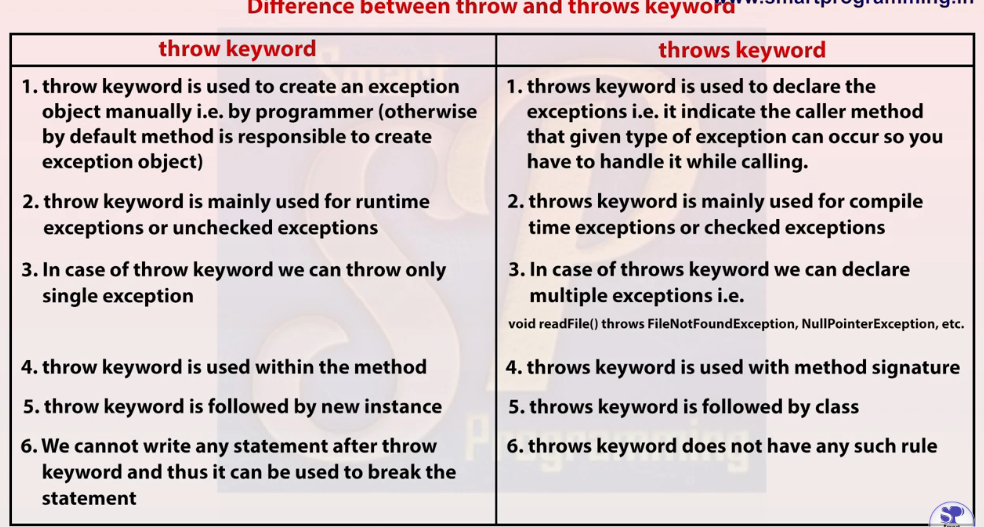 Difference between throw and throws keyword
www.smartprogramming.in
throw keyword
1. throw keyword is used to create an exception
object manually i.e. by programmer (otherwise
by default method is responsible to create
exception object)
2. throw keyword is mainly used for runtime
exceptions or unchecked exceptions
3. In case of throw keyword we can throw only
single exception
4. throw keyword is used within the method
5. throw keyword is followed by new instance
6. We cannot write any statement after throw
keyword and thus it can be used to break the
statement
throws keyword
1. throws keyword is used to declare the
exceptions i.e. it indicate the caller method
that given type of exception can occur so you
have to handle it while calling.
2. throws keyword is mainly used for compile
time exceptions or checked exceptions
3. In case of throws keyword we can declare
multiple exceptions i.e.
void readFile() throws FileNotFoundException, NullPointerException, etc.
4. throws keyword is used with method signature
5. throws keyword is followed by class
6. throws keyword does not have any such rule
Smart
SP
Programming
SP